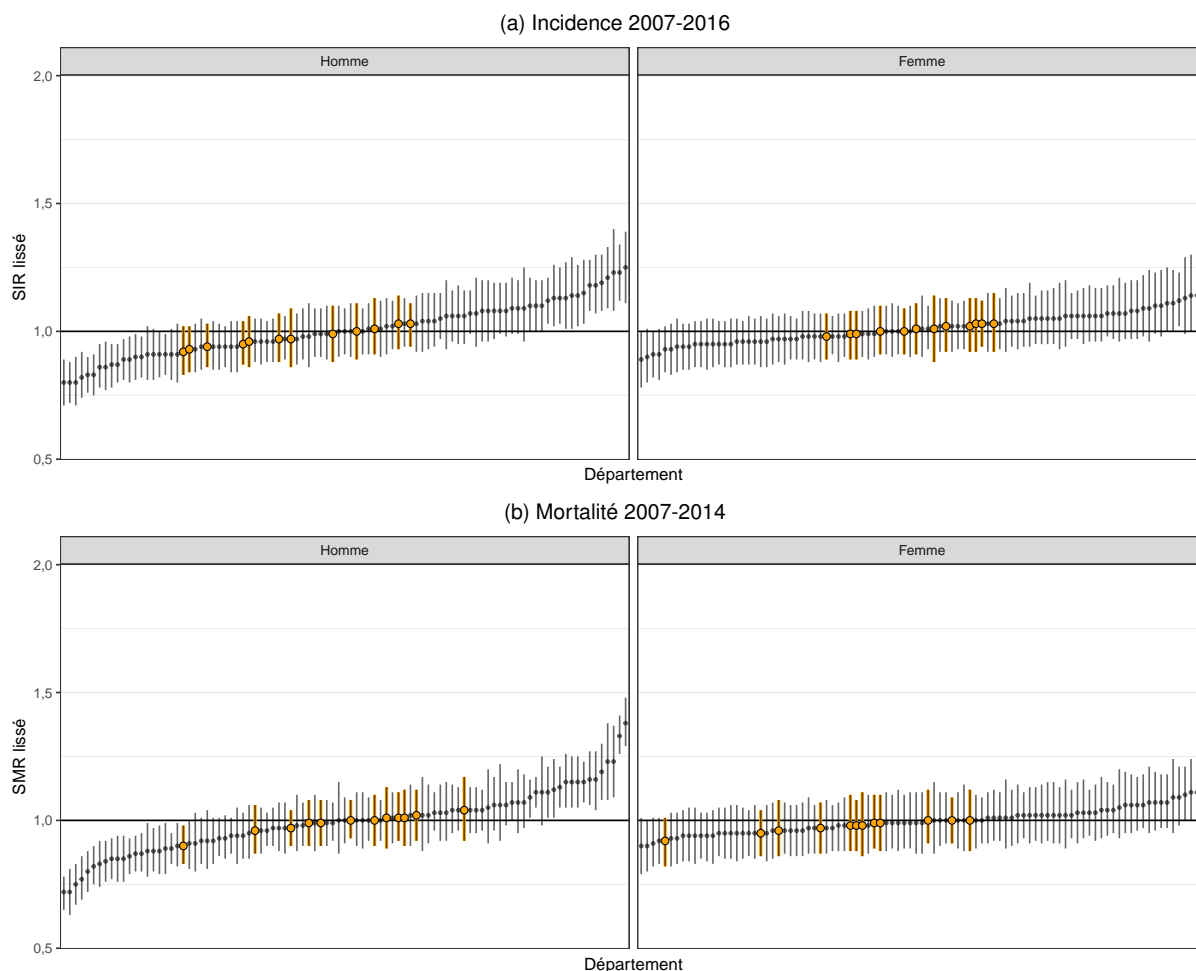 (a) Incidence 2007-2016
Homme
Femme
2,0
1,5
1,0
0,5
SIR lissé
Département
(b) Mortalité 2007-2014
Homme
Femme
2,0
1,5
1,0
0,5
SMR lissé
Département